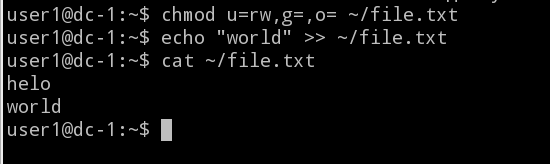 user1@dc-1:~$ chmod u=rw,g=,o= ~/file.txt
user1@dc-1:~$ echo "world" >> ~/file.txt
user1@dc-1:~$ cat ~/file.txt
helo
world
user1@dc-1:~$